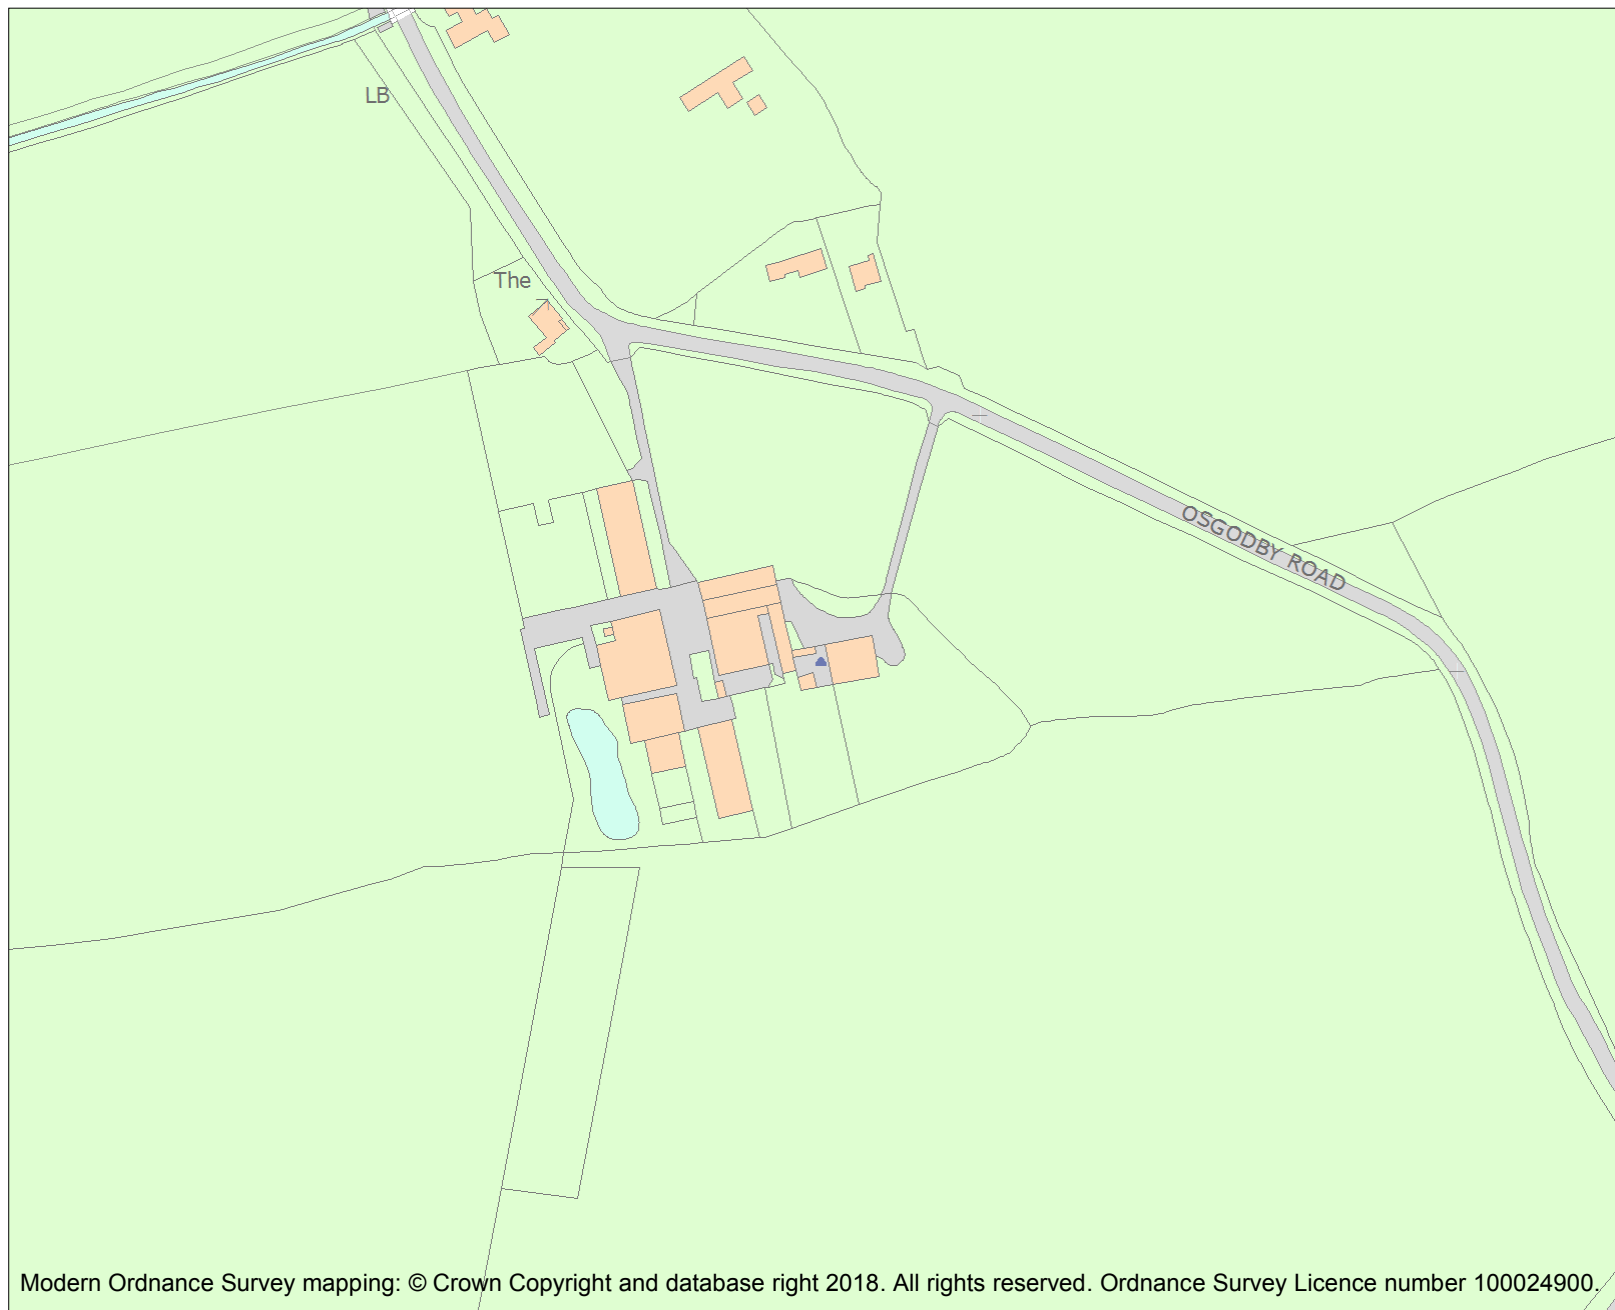 LB
The
OSGODBY ROAD
Modern Ordnance Survey mapping: © Crown Copyright and database right 2018. All rights reserved. Ordnance Survey Licence number 100024900.